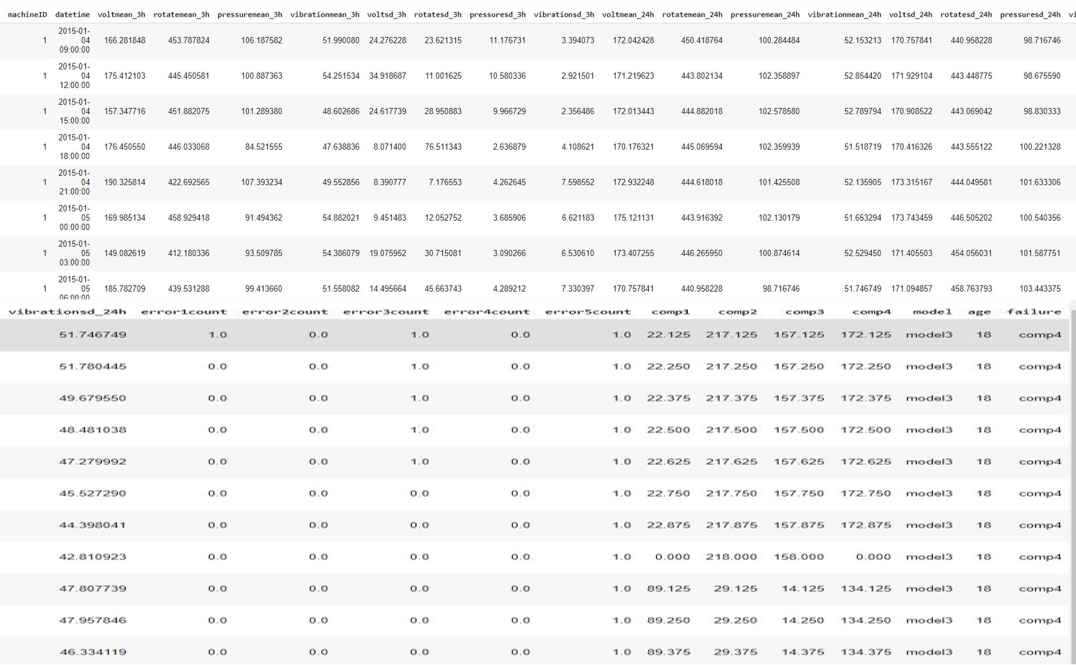 machineID datetime voltmean_3h rotatemean_3h pressuremean_3h vibrationmean_3h voltsd_3h rotatesd_3h pressuresd_3h vibrationsd_3h voltmean_24h rotatemean_24h pressuremean_24h vibrationmean_24h voltsd_24h rotatesd_24h pressuresd_24h vi
1 2015-01-04 09:00:00 166.281848 453.787824 106.187582 51.990080 24.276228 23.621315 11.176731 3.394073 172.042428 450.418764 100.284484 52.153213 170.757841 440.958228 98.716746
1 2015-01-04 12:00:00 175.412103 445.450581 100.887363 54.251534 34.918687 11.001625 10.580336 2.921501 171.219623 443.802134 102.358897 52.854420 171.929104 443.448775 98.675590
1 2015-01-04 15:00:00 157.347716 451.882075 101.289380 48.602686 24.617739 28.950883 9.966729 2.356486 172.013443 444.882018 102.578580 52.789794 170.908522 443.069042 98.830333
1 2015-01-04 18:00:00 176.450550 446.033068 84.521555 47.638836 8.071400 76.511343 2.636879 4.108621 170.176321 445.069594 102.359939 51.518719 170.416326 443.555122 100.221328
1 2015-01-04 21:00:00 190.325814 422.692565 107.393234 49.552856 8.390777 7.176553 4.262645 7.598552 172.932248 444.618018 101.425508 52.135905 173.315167 444.049581 101.633306
1 2015-01-05 00:00:00 169.985134 458.929418 91.494362 54.882021 9.451483 12.052752 3.685906 6.621183 175.121131 443.916392 102.130179 51.653294 173.743459 446.505202 100.540356
1 2015-01-05 03:00:00 149.082619 412.180336 93.509785 54.386079 19.075952 30.715081 3.090266 6.530610 173.407255 446.265950 100.874614 52.529450 171.405503 454.056031 101.587751
1 2015-01-05 06:00:00 185.782709 439.531288 99.413660 51.558082 14.495664 45.663743 4.289212 7.330397 170.757841 440.958228 98.716746 51.746749 171.094857 458.763793 103.443375
vibrationsd_24h error1count error2count error3count error4count error5count comp1 comp2 comp3 comp4 model age failure
51.746749 1.0 0.0 1.0 0.0 1.0 22.125 217.125 157.125 172.125 model3 18 comp4
51.780445 0.0 0.0 1.0 0.0 1.0 22.250 217.250 157.250 172.250 model3 18 comp4
49.679550 0.0 0.0 1.0 0.0 1.0 22.375 217.375 157.375 172.375 model3 18 comp4
48.481038 0.0 0.0 1.0 0.0 1.0 22.500 217.500 157.500 172.500 model3 18 comp4
47.279992 0.0 0.0 1.0 0.0 1.0 22.625 217.625 157.625 172.625 model3 18 comp4
45.527290 0.0 0.0 0.0 0.0 1.0 22.750 217.750 157.750 172.750 model3 18 comp4
44.398041 0.0 0.0 0.0 0.0 1.0 22.875 217.875 157.875 172.875 model3 18 comp4
42.810923 0.0 0.0 0.0 0.0 1.0 0.000 218.000 158.000 0.000 model3 18 comp4
47.807739 0.0 0.0 0.0 0.0 1.0 89.125 29.125 14.125 134.125 model3 18 comp4
47.957846 0.0 0.0 0.0 0.0 1.0 89.250 29.250 14.250 134.250 model3 18 comp4
46.334119 0.0 0.0 0.0 0.0 1.0 89.375 29.375 14.375 134.375 model3 18 comp4